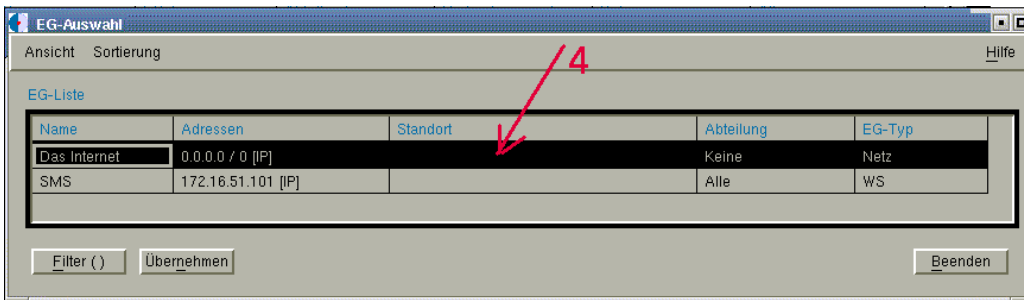 EG-Auswahl
Ansicht Sortierung Hilfe
4
EG-Liste
Name Adressen Standort Abteilung EG-Typ
Das Internet 0.0.0.0 / 0 [IP] Keine Netz
SMS 172.16.51.101 [IP] Alle WS
Filter ( ) Übernehmen Beenden